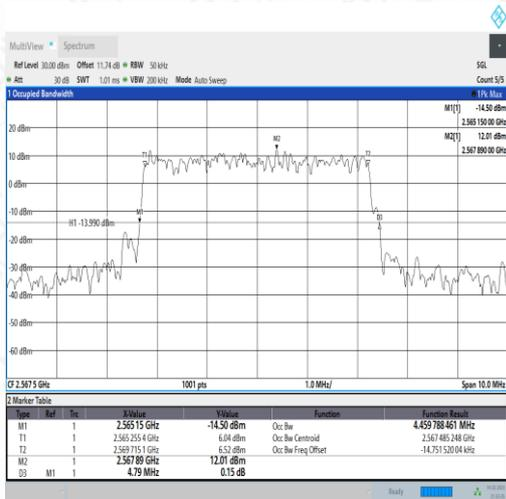 MultiView Spectrum
Ref Level 30.00 dBm Offset 11.74 dB RBW 50 kHz SGL
Att 30 dB SWT 1.01 ms VBW 200 kHz Mode Auto Sweep Count 5/5
1 Occupied Bandwidth 1Pk Max
M1[1] -14.50 dBm
2.565 150 00 GHz
M2[1] 12.01 dBm
2.567 890 00 GHz
20 dBm
M2
T1 T2
10 dBm
0 dBm
-10 dBm
M1 D3
H1 -13.990 dBm
-20 dBm
-30 dBm
-40 dBm
-50 dBm
-60 dBm
CF 2.567 5 GHz 1001 pts 1.0 MHz/ Span 10.0 MHz
2 Marker Table
Type Ref Trc X-Value Y-Value Function Function Result
M1 1 2.565 15 GHz -14.50 dBm Occ Bw 4.459 788 461 MHz
T1 1 2.565 255 4 GHz 6.04 dBm Occ Bw Centroid 2.567 485 248 GHz
T2 1 2.569 715 1 GHz 6.52 dBm Occ Bw Freq Offset -14.751 520 04 kHz
M2 1 2.567 89 GHz 12.01 dBm
D3 M1 1 4.79 MHz 0.15 dB
Ready